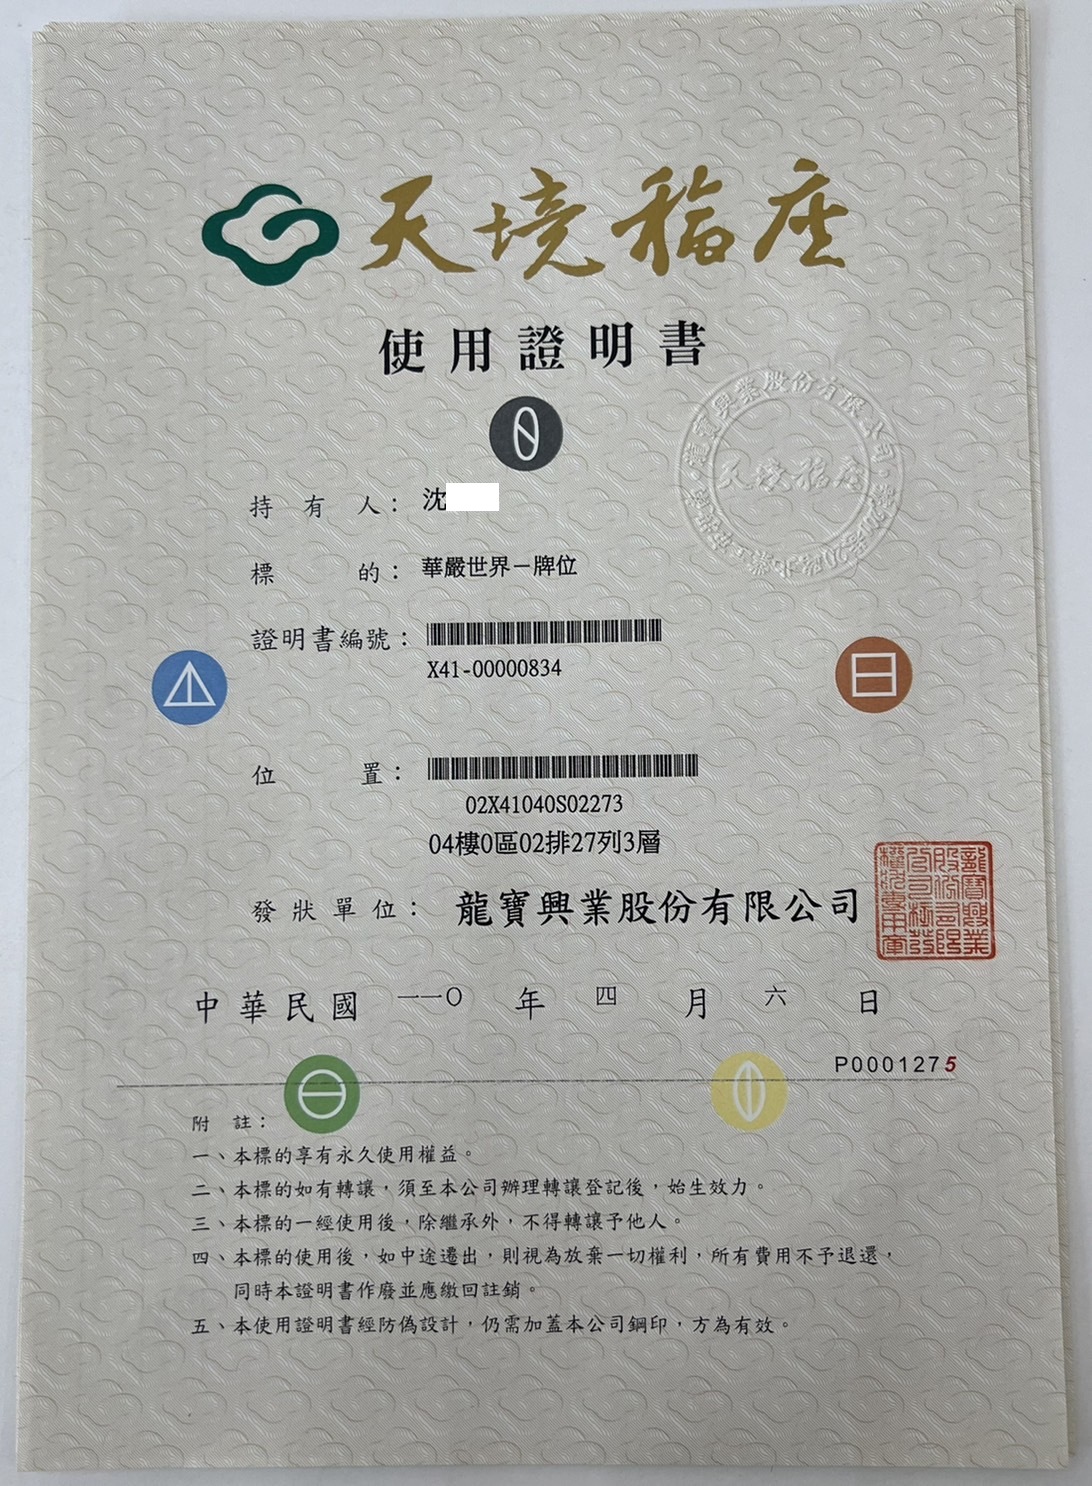 天境福座
使用證明書
持有人：沈
標的：華嚴世界－牌位
證明書編號：
X41-00000834
位置：
02X41040S02273
04樓0區02排27列3層
發狀單位：龍寶興業股份有限公司
中華民國 一一○ 年 四 月 六 日
P0001275
附註：
一、本標的享有永久使用權益。
二、本標的如有轉讓，須至本公司辦理轉讓登記後，始生效力。
三、本標的一經使用後，除繼承外，不得轉讓予他人。
四、本標的使用後，如中途遷出，則視為放棄一切權利，所有費用不予退還，
同時本證明書作廢並應繳回註銷。
五、本使用證明書經防偽設計，仍需加蓋本公司鋼印，方為有效。